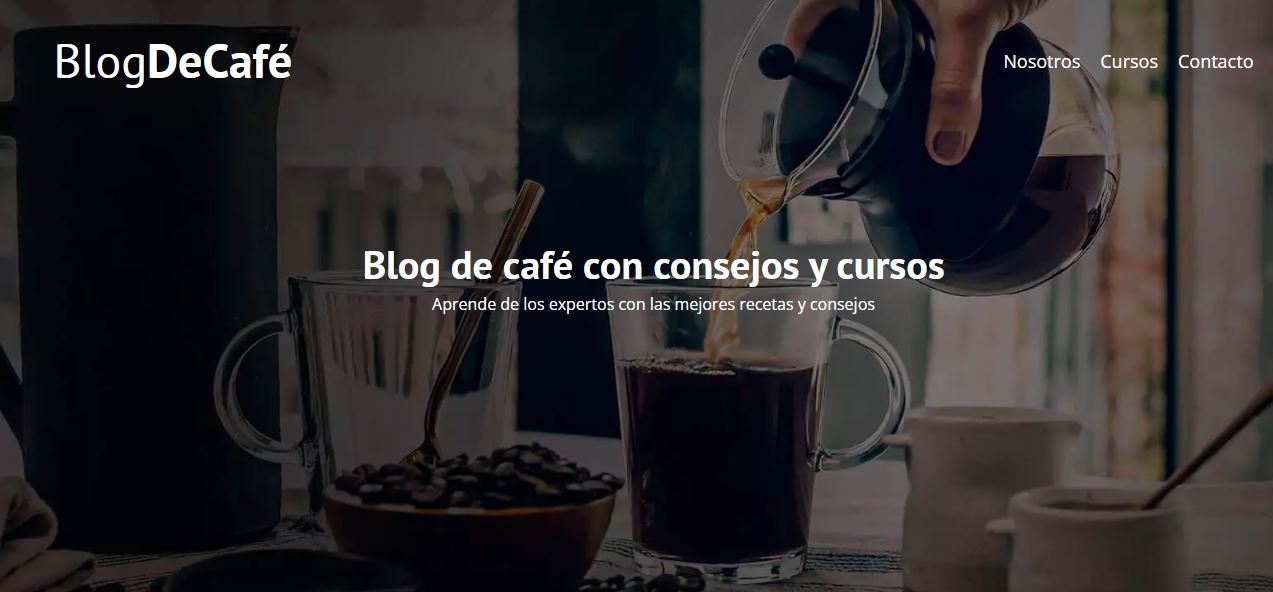 BlogDeCafé
Nosotros Cursos Contacto
Blog de café con consejos y cursos
Aprende de los expertos con las mejores recetas y consejos